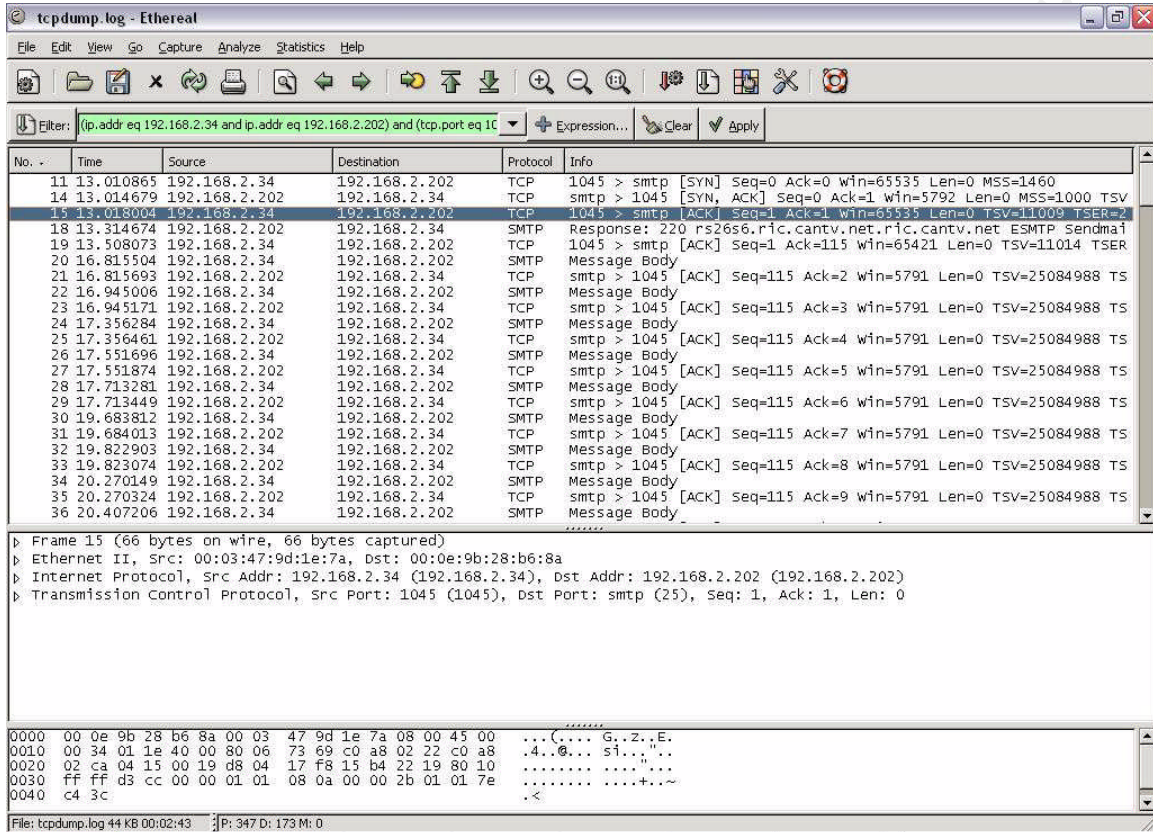 tcpdump.log - Ethereal
File Edit View Go Capture Analyze Statistics Help
Filter: (ip.addr eq 192.168.2.34 and ip.addr eq 192.168.2.202) and (tcp.port eq 10 Expression... Clear Apply
No. - Time Source Destination Protocol Info
11 13.010865 192.168.2.34 192.168.2.202 TCP 1045 > smtp [SYN] Seq=0 Ack=0 Win=65535 Len=0 MSS=1460
14 13.014679 192.168.2.202 192.168.2.34 TCP smtp > 1045 [SYN, ACK] Seq=0 Ack=1 Win=5792 Len=0 MSS=1000 TSV
15 13.018004 192.168.2.34 192.168.2.202 TCP 1045 > smtp [ACK] Seq=1 Ack=1 Win=65535 Len=0 TSV=11009 TSER=2
18 13.314674 192.168.2.202 192.168.2.34 SMTP Response: 220 rs26s6.ric.cantv.net.ric.cantv.net ESMTP Sendmai
19 13.508073 192.168.2.34 192.168.2.202 TCP 1045 > smtp [ACK] Seq=1 Ack=115 Win=65421 Len=0 TSV=11014 TSER
20 16.815504 192.168.2.34 192.168.2.202 SMTP Message Body
21 16.815693 192.168.2.202 192.168.2.34 TCP smtp > 1045 [ACK] Seq=115 Ack=2 Win=5791 Len=0 TSV=25084988 TS
22 16.945006 192.168.2.34 192.168.2.202 SMTP Message Body
23 16.945171 192.168.2.202 192.168.2.34 TCP smtp > 1045 [ACK] Seq=115 Ack=3 Win=5791 Len=0 TSV=25084988 TS
24 17.356284 192.168.2.34 192.168.2.202 SMTP Message Body
25 17.356461 192.168.2.202 192.168.2.34 TCP smtp > 1045 [ACK] Seq=115 Ack=4 Win=5791 Len=0 TSV=25084988 TS
26 17.551696 192.168.2.34 192.168.2.202 SMTP Message Body
27 17.551874 192.168.2.202 192.168.2.34 TCP smtp > 1045 [ACK] Seq=115 Ack=5 Win=5791 Len=0 TSV=25084988 TS
28 17.713281 192.168.2.34 192.168.2.202 SMTP Message Body
29 17.713449 192.168.2.202 192.168.2.34 TCP smtp > 1045 [ACK] Seq=115 Ack=6 Win=5791 Len=0 TSV=25084988 TS
30 19.683812 192.168.2.34 192.168.2.202 SMTP Message Body
31 19.684013 192.168.2.202 192.168.2.34 TCP smtp > 1045 [ACK] Seq=115 Ack=7 Win=5791 Len=0 TSV=25084988 TS
32 19.822903 192.168.2.34 192.168.2.202 SMTP Message Body
33 19.823074 192.168.2.202 192.168.2.34 TCP smtp > 1045 [ACK] Seq=115 Ack=8 Win=5791 Len=0 TSV=25084988 TS
34 20.270149 192.168.2.34 192.168.2.202 SMTP Message Body
35 20.270324 192.168.2.202 192.168.2.34 TCP smtp > 1045 [ACK] Seq=115 Ack=9 Win=5791 Len=0 TSV=25084988 TS
36 20.407206 192.168.2.34 192.168.2.202 SMTP Message Body
Frame 15 (66 bytes on wire, 66 bytes captured)
Ethernet II, Src: 00:03:47:9d:1e:7a, Dst: 00:0e:9b:28:b6:8a
Internet Protocol, Src Addr: 192.168.2.34 (192.168.2.34), Dst Addr: 192.168.2.202 (192.168.2.202)
Transmission Control Protocol, Src Port: 1045 (1045), Dst Port: smtp (25), Seq: 1, Ack: 1, Len: 0
0000 00 0e 9b 28 b6 8a 00 03 47 9d 1e 7a 08 00 45 00 ...(.... G..z..E.
0010 00 34 01 1e 40 00 80 06 73 69 c0 a8 02 22 c0 a8 .4..@... si..."..
0020 02 ca 04 15 00 19 d8 04 17 f8 15 b4 22 19 80 10 ........ ...."...
0030 ff ff d3 cc 00 00 01 01 08 0a 00 00 2b 01 01 7e ........ ....+..~
0040 c4 3c .<
File: tcpdump.log 44 KB 00:02:43 P: 347 D: 173 M: 0